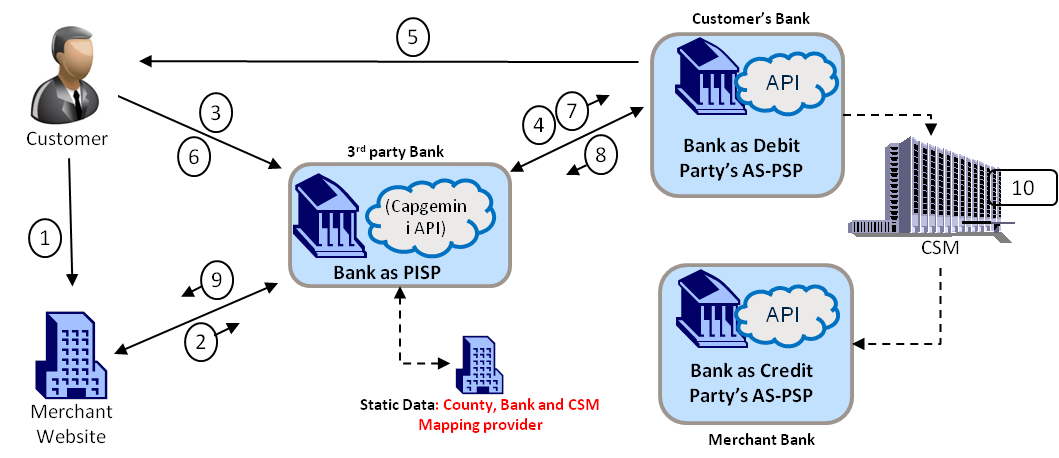 Customer's Bank
5
API
Customer
3
6
4
7
8
Bank as Debit
Party's AS-PSP
3rd party Bank
(Capgemin
i API)
Bank as PISP
10
CSM
1
9
2
API
Bank as Credit
Party's AS-PSP
Merchant Bank
Merchant
Website
Static Data: County, Bank and CSM
Mapping provider